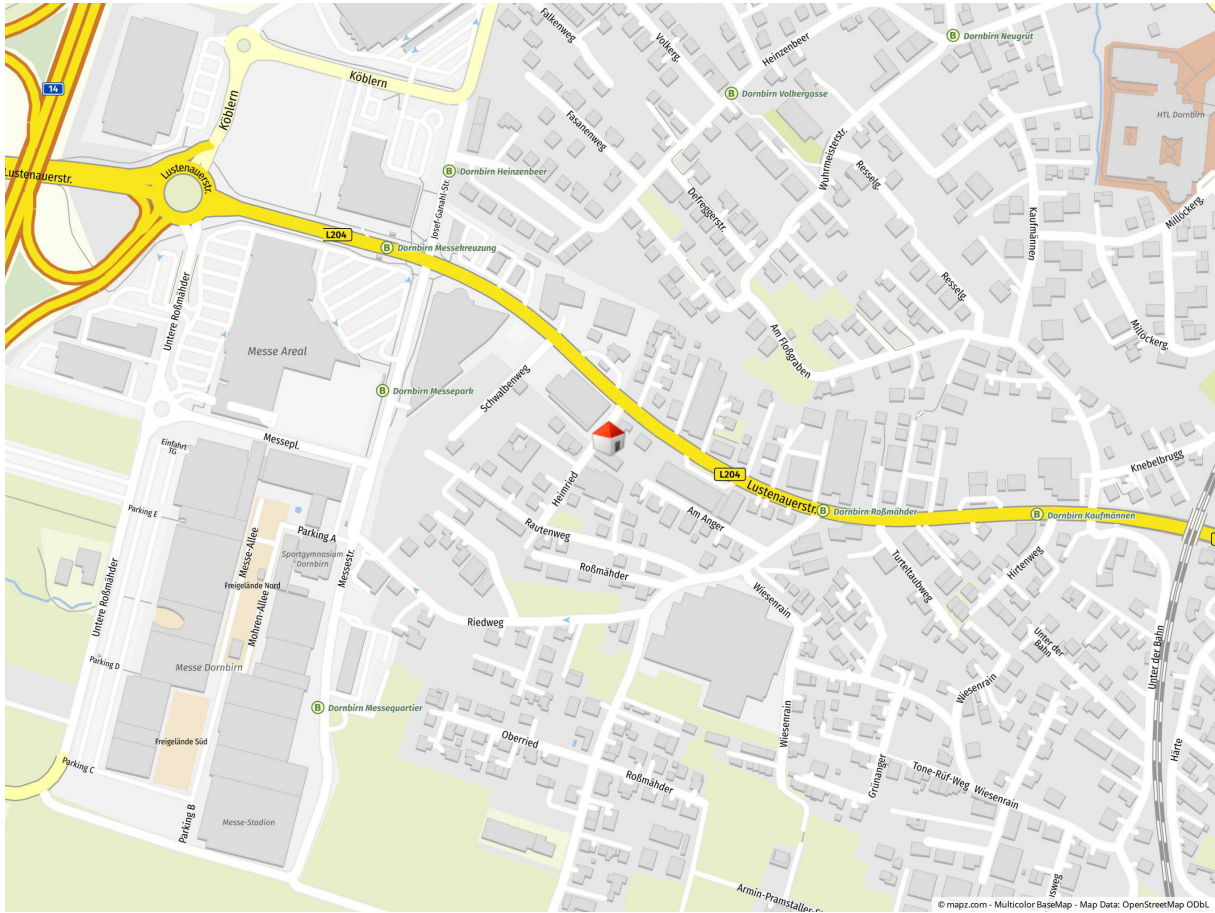 Falkenweg
Volkerg.
Heinzenbeer
B Dornbirn Neugrüt
14
Köblern
Köblern
B Dornbirn Volkergasse
HTL Dornbirn
Fasanenweg
Wuhrmeisterstr.
Lustenauerstr.
Lustenauerstr.
B Dornbirn Heinzenbeer
Resselg.
Josef-Ganahl-Str.
Defreggerstr.
Kaufmännen
Millöckerg.
L204
B Dornbirn Messekreuzung
Resselg.
Untere Roßmähder
Am Floßgraben
Millöckerg.
Messe Areal
Schwalbenweg
B Dornbirn Messepark
Messepl.
Einfahrt
TG
Knebelbrugg
L204
Lustenauerstr.
Heimried
Parking E
Am Anger
B Dornbirn Roßmähder
B Dornbirn Kaufmännen
Messe-Allee
Parking A
Rautenweg
Sportgymnasium
Dornbirn
Messestr.
Roßmähder
Hirtenweg
Turteltaubweg
Freigelände Nord
Untere Roßmähder
Mohren-Allee
Wiesenrain
Riedweg
Unter der
Bahn
Unter der Bahn
Parking D
Messe Dornbirn
Wiesenrain
B Dornbirn Messequartier
Wiesenrain
Freigelände Süd
Oberried
Härte
Parking C
Roßmähder
Grünanger
Tone-Rüf-Weg
Wiesenrain
Parking B
Messe-Stadion
Armin-Pramstaller-S
usweg
© mapz.com - Multicolor BaseMap - Map Data: OpenStreetMap ODbL